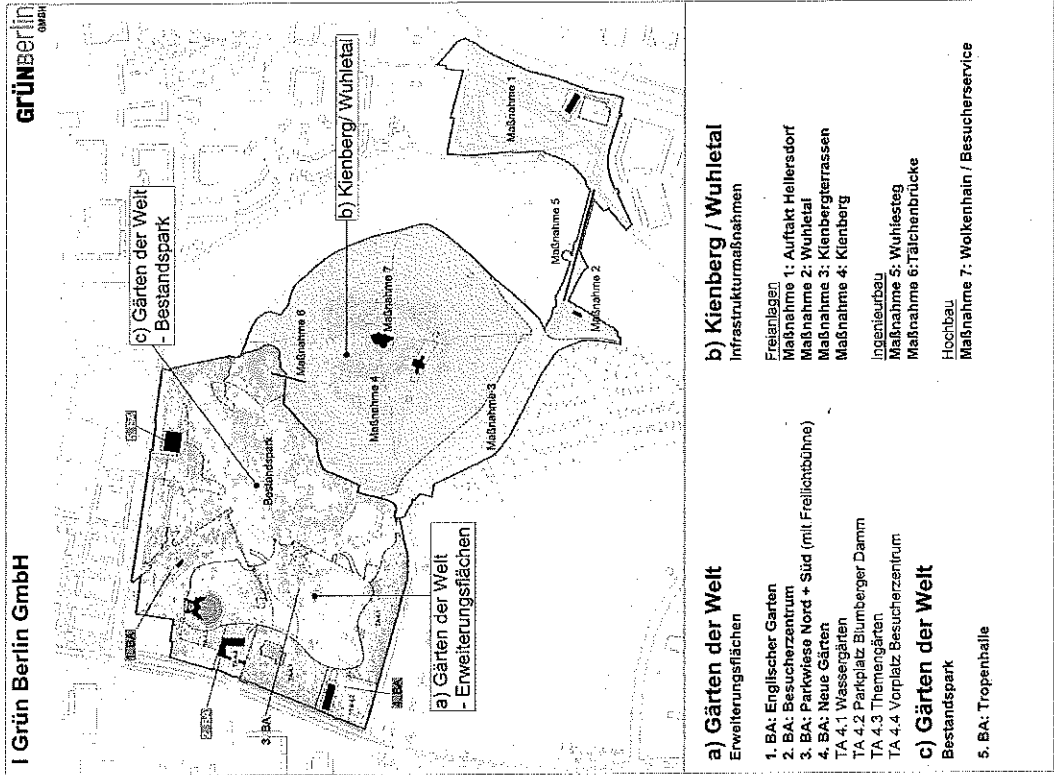 I Grün Berlin GmbH
GRÜNBerlin
GMBH
c) Gärten der Welt
- Bestandspark
b) Kienberg/ Wuhletal
a) Gärten der Welt
- Erweiterungsflächen
Bestandspark
3. BA
Maßnahme 1
Maßnahme 2
Maßnahme 3
Maßnahme 4
Maßnahme 5
Maßnahme 6
Maßnahme 7
a) Gärten der Welt
Erweiterungsflächen
1. BA: Englischer Garten
2. BA: Besucherzentrum
3. BA: Parkwiese Nord + Süd (mit Freilichtbühne)
4. BA: Neue Gärten
TA 4.1 Wassergärten
TA 4.2 Parkplatz Blumberger Damm
TA 4.3 Themengärten
TA 4.4 Vorplatz Besucherzentrum
c) Gärten der Welt
Bestandspark
5. BA: Tropenhalle
b) Kienberg / Wuhletal
Infrastrukturmaßnahmen
Freianlagen
Maßnahme 1: Auftakt Hellersdorf
Maßnahme 2: Wuhletal
Maßnahme 3: Kienbergterrassen
Maßnahme 4: Kienberg
Ingenieurbau
Maßnahme 5: Wuhlesteg
Maßnahme 6:Tälchenbrücke
Hochbau
Maßnahme 7: Wolkenhain / Besucherservice